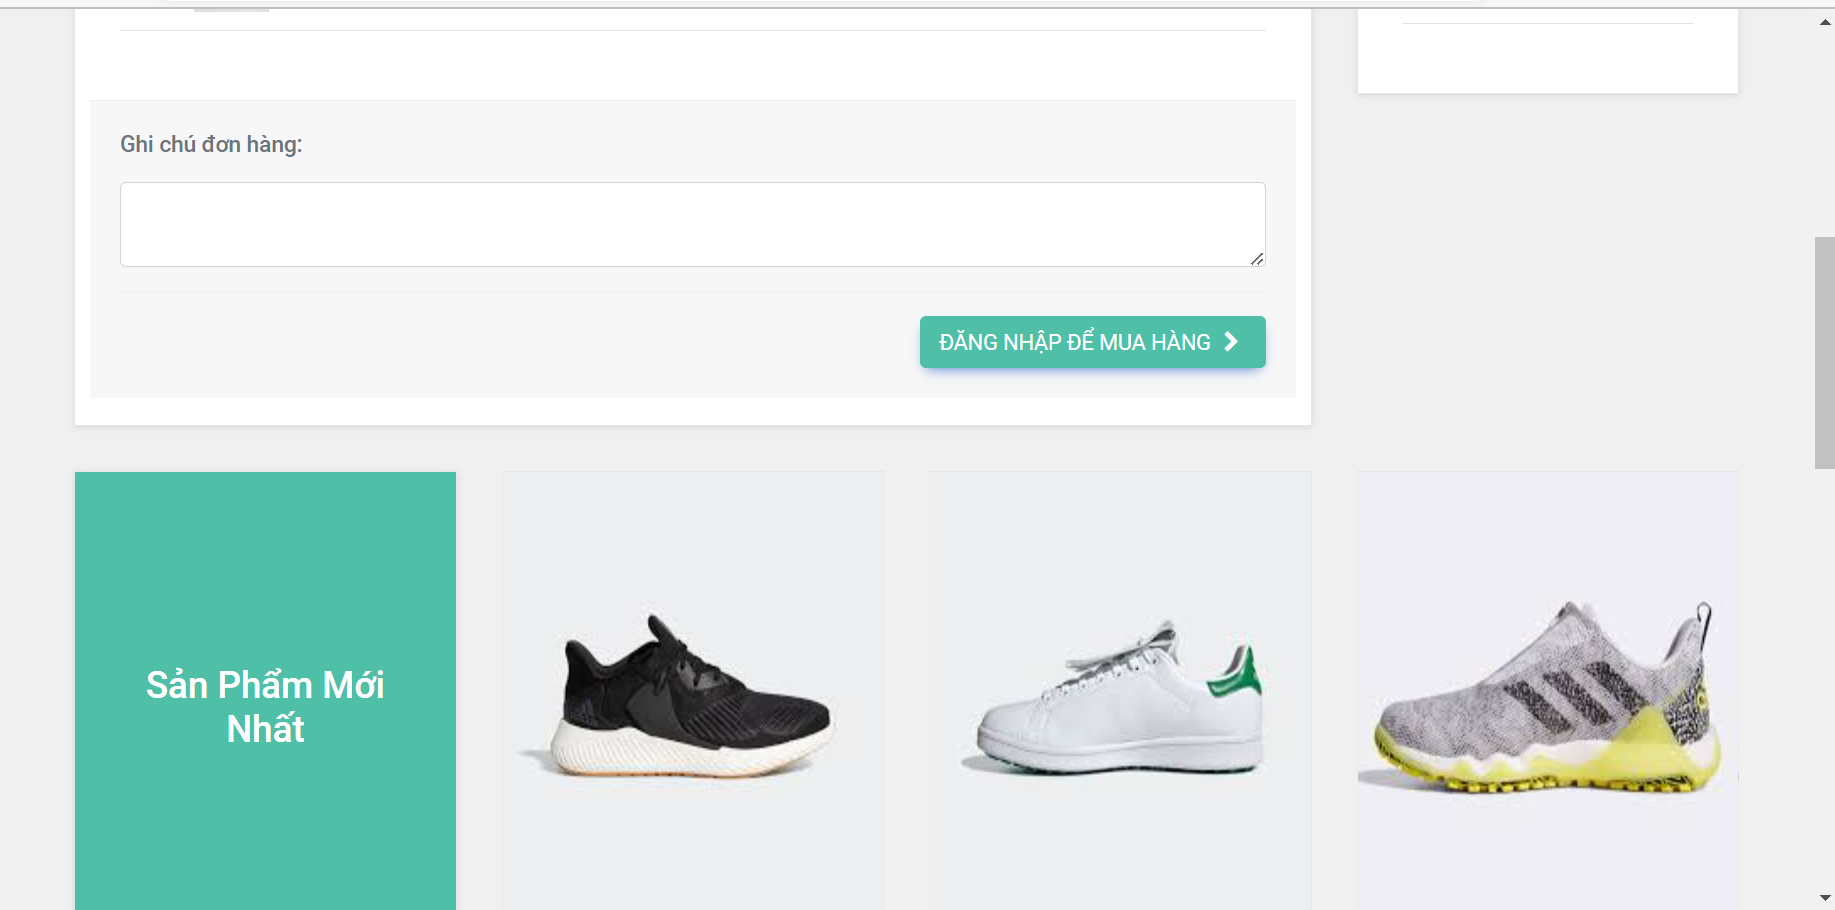 Ghi chú đơn hàng:
ĐĂNG NHẬP ĐỂ MUA HÀNG
Sản Phẩm Mới
Nhất